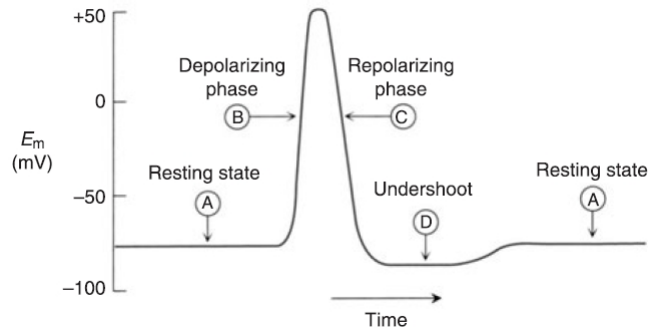 +50
Depolarizing
phase
B
Repolarizing
phase
C
0
Em
(mV)
Resting state
A
Undershoot
D
Resting state
A
–50
–100
Time